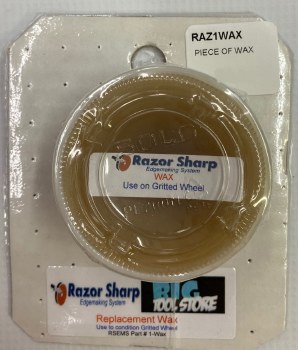 RAZ1WAX
PIECE OF WAX
Razor Sharp
Edgemaking System
WAX
Use on Gritted Wheel
Razor Sharp
Edgemaking System
BIG
TOOL STORE
Replacement Wax
Use to condition Gritted Wheel
RSEMS Part # 1-Wax